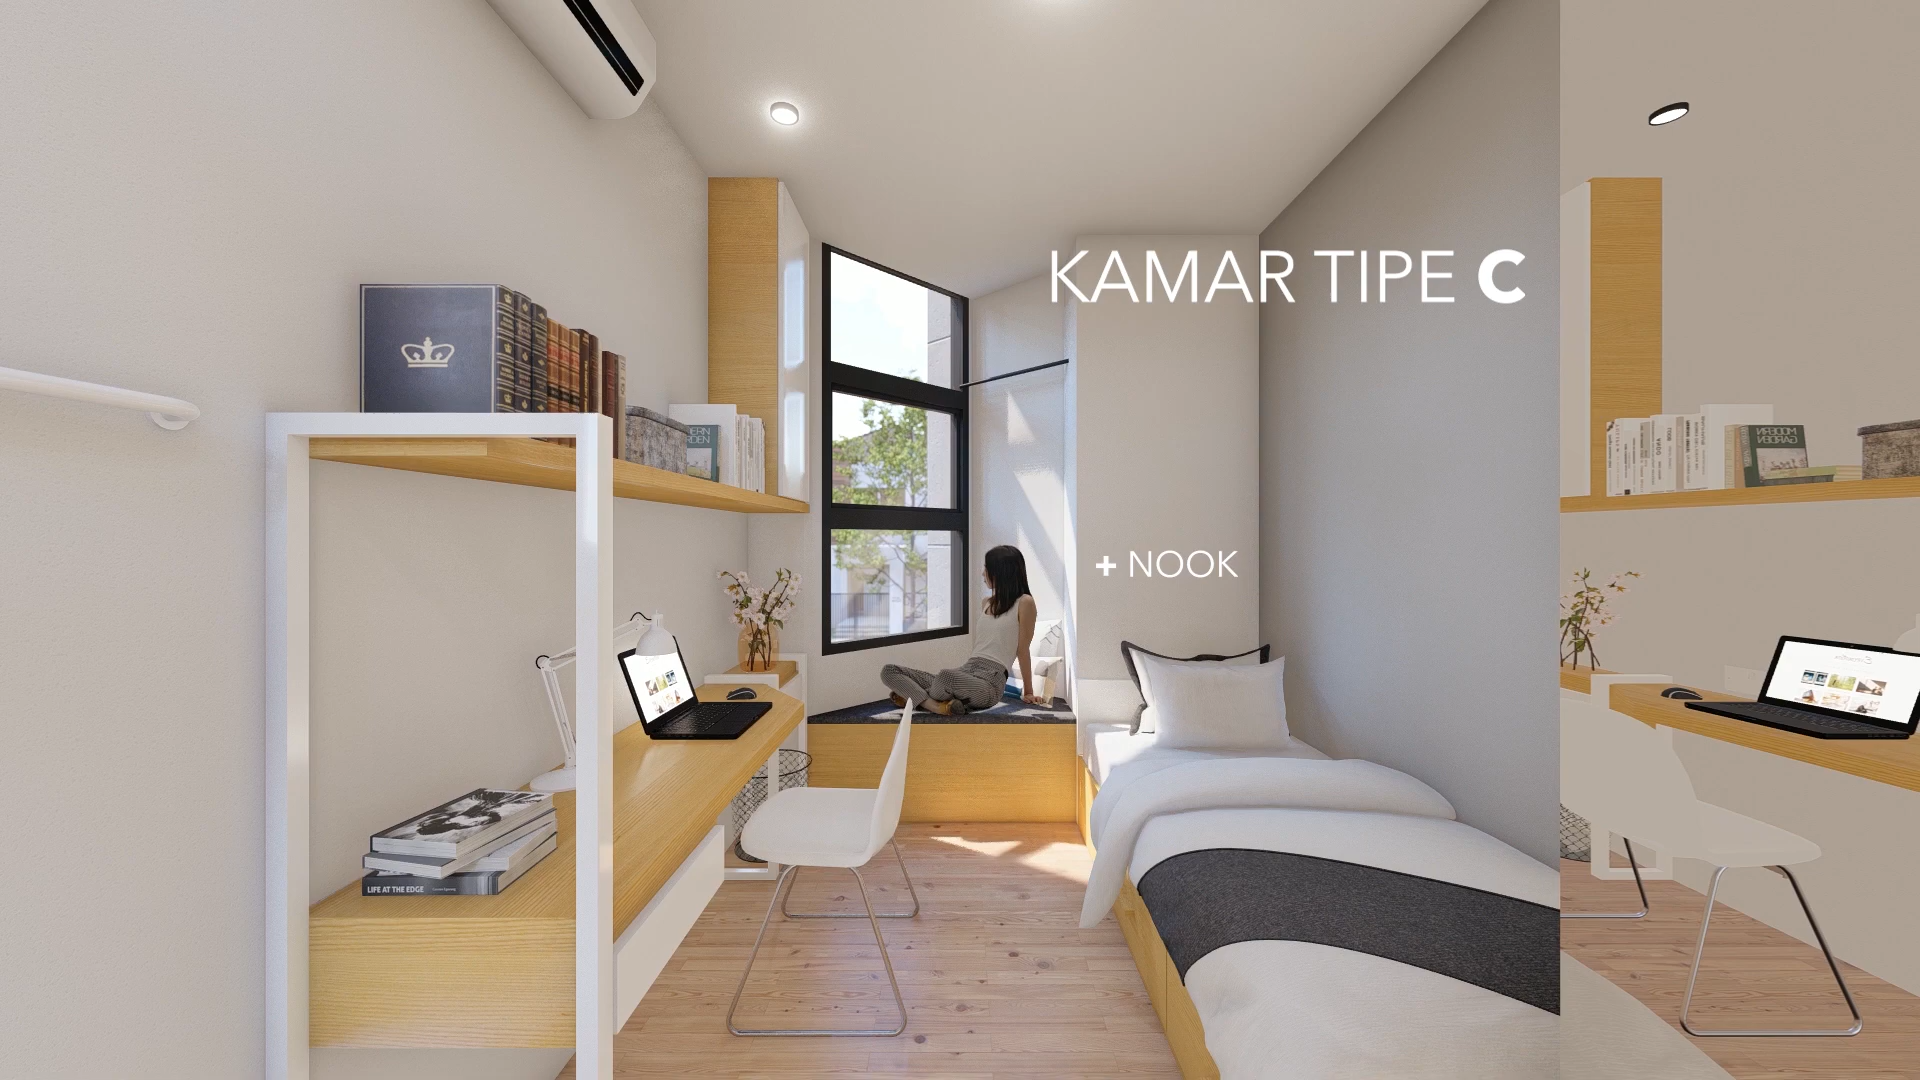 KAMAR TIPE C
+ NOOK
LIFE AT THE EDGE
MODERN
GARDEN